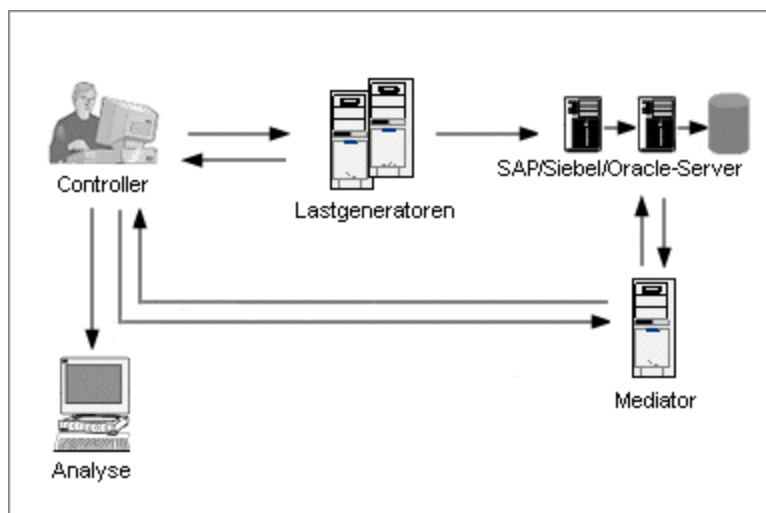 SAP/Siebel/Oracle-Server
Controller
Lastgeneratoren
Mediator
Analyse